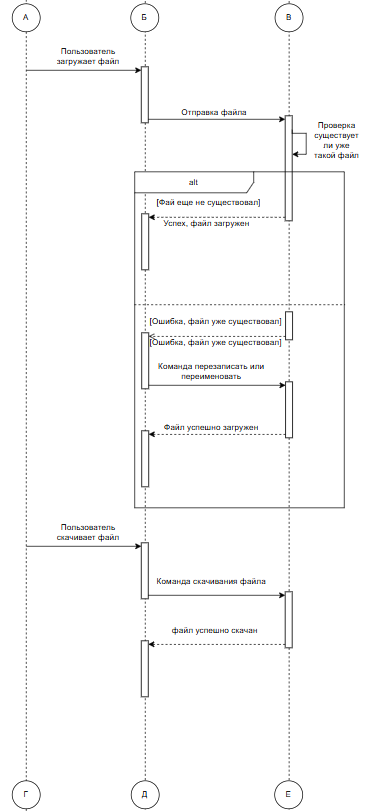 А
Б
В
Пользователь
загружает файл
Отправка файла
Проверка
существует
ли уже
такой файл
alt
[Фай еще не существовал]
Успех, файл загружен
[Ошибка, файл уже существовал]
[Ошибка, файл уже существовал]
Команда перезаписать или
переименовать
Файл успешно загружен
Пользователь
скачивает файл
Команда скачивания файла
файл успешно скачан
Г
Д
Е